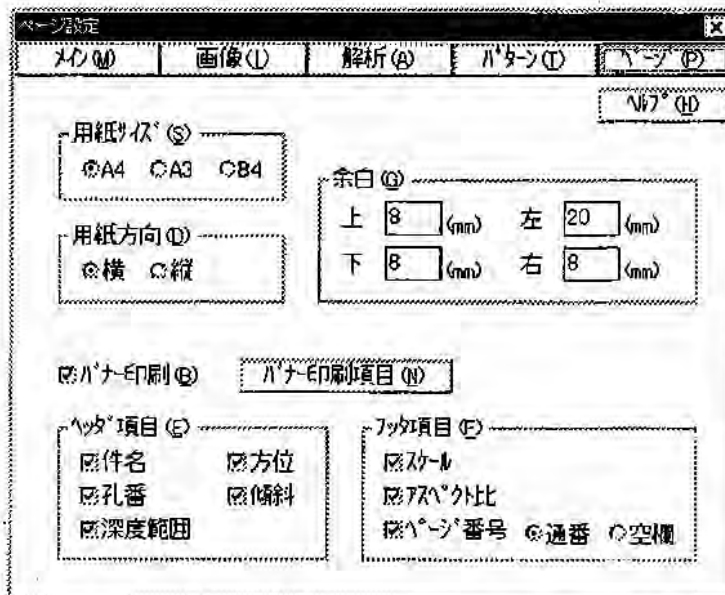 ページ設定
メイン(M) 画像(L) 解析(A) パターン(T) ページ(P)
ヘルプ(H)
用紙サイズ(S)
A4 A3 B4
余白(G)
上 8 (mm) 左 20 (mm)
用紙方向(D)
横 縦
下 8 (mm) 右 8 (mm)
バナー印刷(B) バナー印刷項目(N)
ヘッダ項目(E) フッタ項目(F)
件名 方位 スケール
孔番 傾斜 アスペクト比
深度範囲 ページ番号 通番 空欄